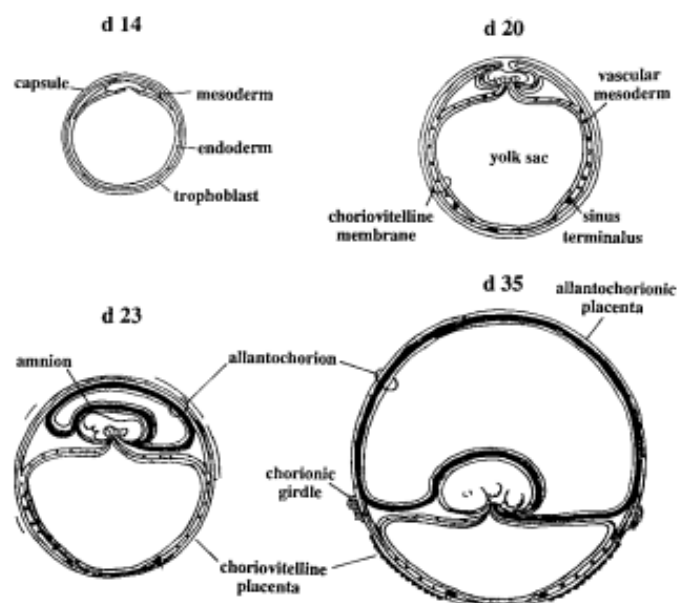 d 14
capsule
mesoderm
endoderm
trophoblast
d 20
vascular
mesoderm
yolk sac
choriovitelline
membrane
sinus
terminalus
d 23
amnion
allantochorion
d 35
allantochorionic
placenta
chorionic
girdle
choriovitelline
placenta